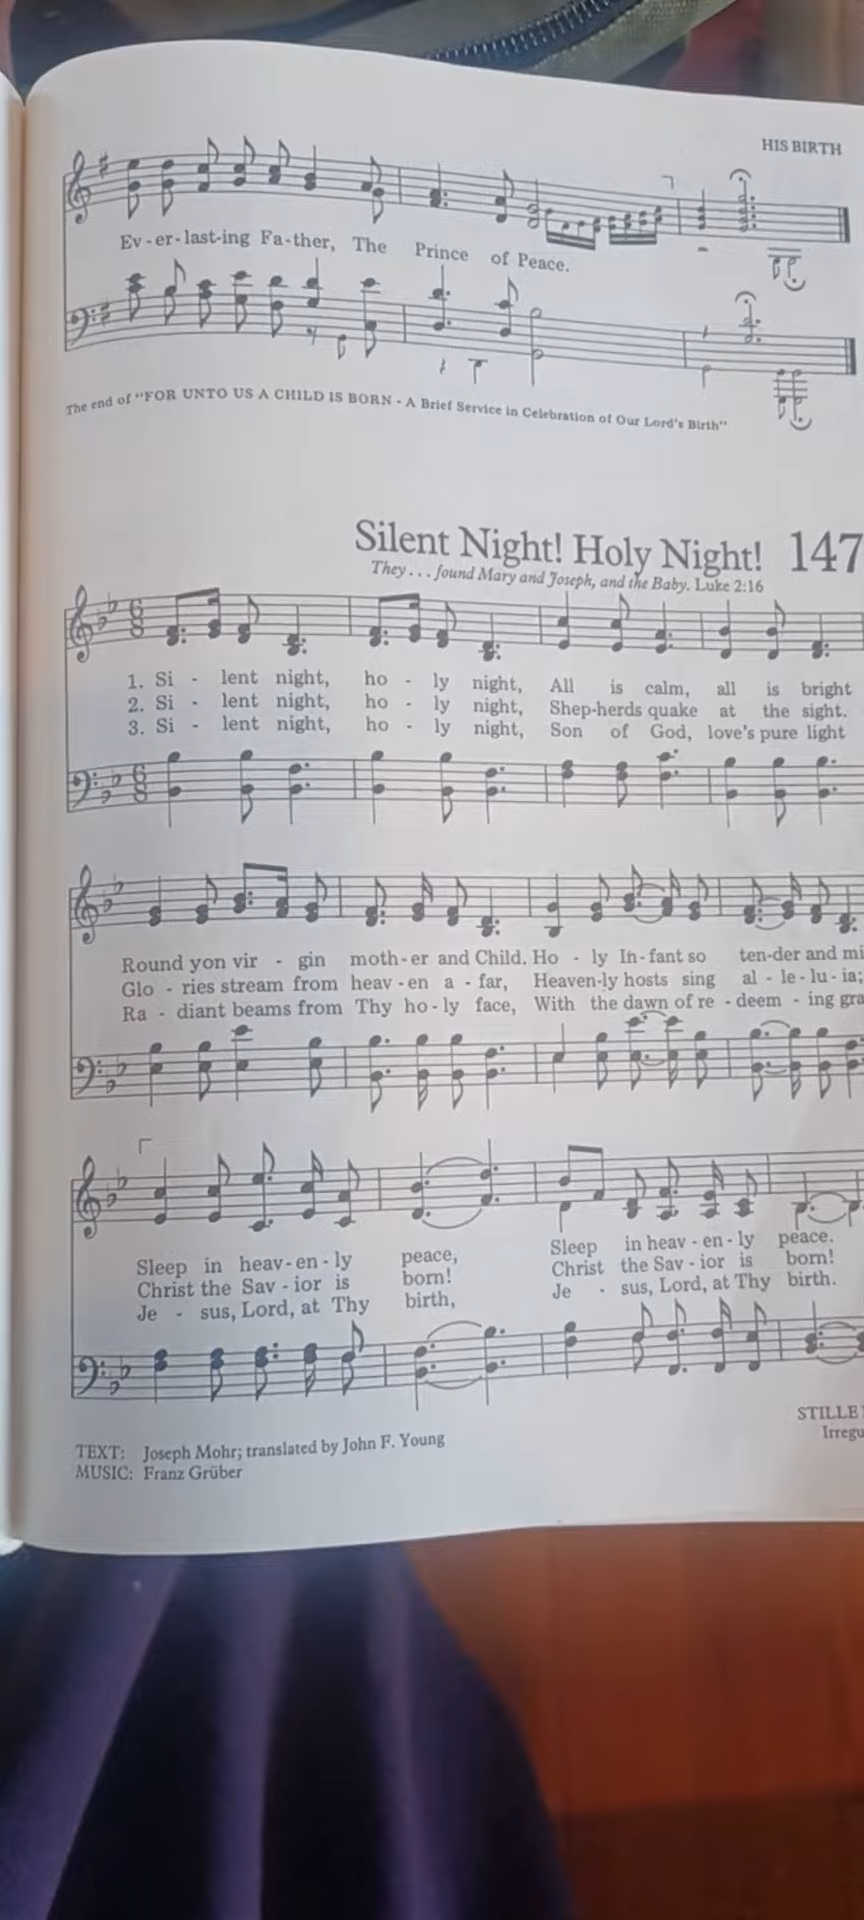 HIS BIRTH
Ev - er - last-ing Fa - ther, The Prince of Peace.
The end of "FOR UNTO US A CHILD IS BORN - A Brief Service in Celebration of Our Lord's Birth"
Silent Night! Holy Night! 147
They . . . found Mary and Joseph, and the Baby. Luke 2:16
1. Si - lent night, ho - ly night, All is calm, all is bright
2. Si - lent night, ho - ly night, Shep-herds quake at the sight.
3. Si - lent night, ho - ly night, Son of God, love's pure light
Round yon vir - gin moth - er and Child. Ho - ly In - fant so ten-der and mi
Glo - ries stream from heav - en a - far, Heaven-ly hosts sing al - le - lu - ia;
Ra - diant beams from Thy ho - ly face, With the dawn of re - deem - ing gra
Sleep in heav - en - ly peace, Sleep in heav - en - ly peace.
Christ the Sav - ior is born! Christ the Sav - ior is born!
Je - sus, Lord, at Thy birth, Je - sus, Lord, at Thy birth.
STILLE
Irregu
TEXT: Joseph Mohr; translated by John F. Young
MUSIC: Franz Grüber